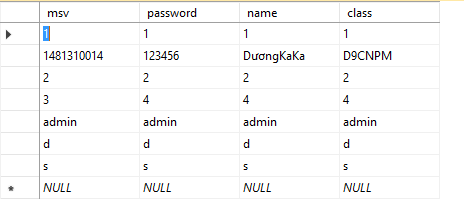 msv password name class
1 1 1 1
1481310014 123456 DươngKaKa D9CNPM
2 2 2 2
3 4 4 4
admin admin admin admin
d d d d
s s s s
NULL NULL NULL NULL